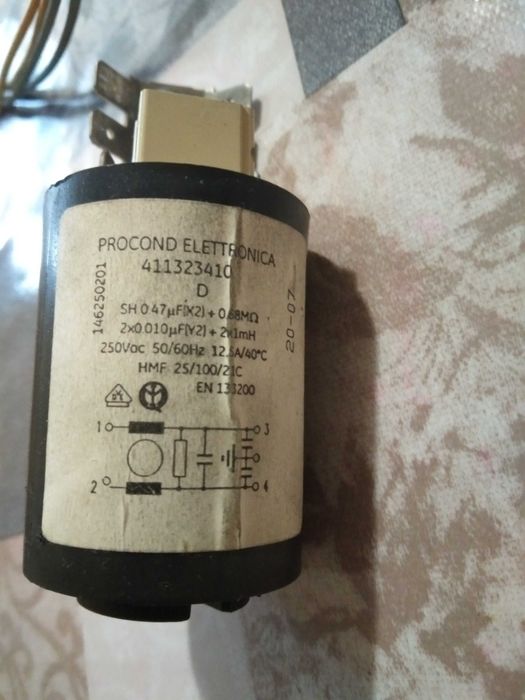 PROCOND ELETTRONICA
411323410
D
SH 0.47µF(X2) + 0.68MΩ
2x0.010µF(Y2) + 2x1mH
250Vac 50/60Hz 12.5A/40°C
HMF 25/100/21C
EN 133200
146250201
20-07
1
3
2
4